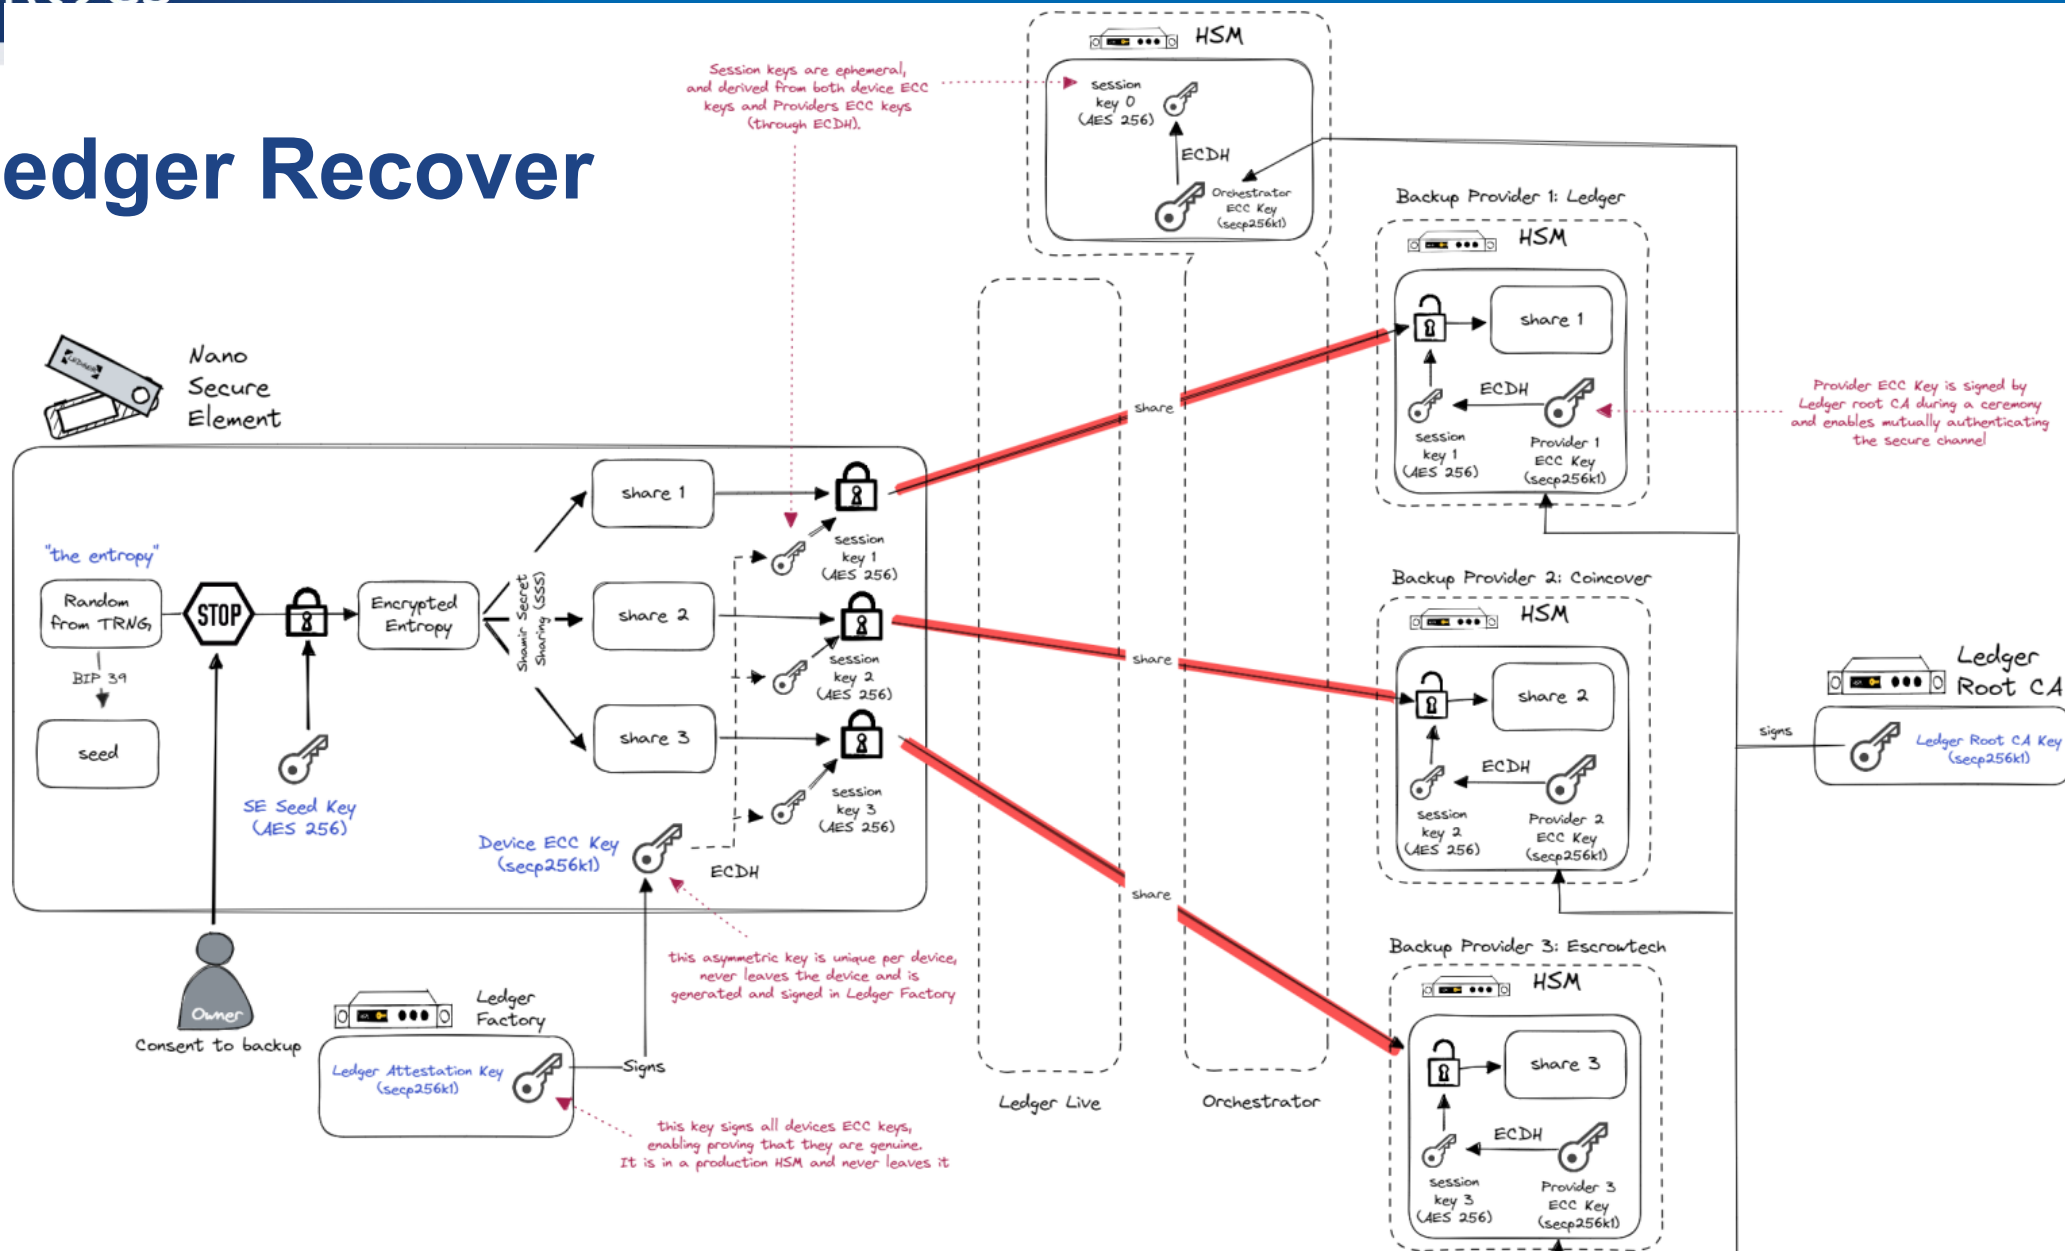 edger Recover
Session keys are ephemeral,
and derived from both device ECC
keys and Providers ECC keys
(through ECDH).
HSM
session
key 0
(AES 256)
ECDH
Orchestrator
ECC Key
(secp256k1)
Backup Provider 1: Ledger
HSM
share 1
ECDH
session
key 1
(AES 256)
Provider 1
ECC Key
(secp256k1)
Provider ECC Key is signed by
Ledger root CA during a ceremony
and enables mutually authenticating
the secure channel
Nano
Secure
Element
"the entropy"
Random
from TRNG
BIP 39
seed
STOP
SE Seed Key
(AES 256)
Encrypted
Entropy
Shamir Secret
Sharing (SSS)
share 1
share 2
share 3
session
key 1
(AES 256)
session
key 2
(AES 256)
session
key 3
(AES 256)
Device ECC Key
(secp256k1)
ECDH
share
share
share
Backup Provider 2: Coincover
HSM
share 2
ECDH
session
key 2
(AES 256)
Provider 2
ECC Key
(secp256k1)
Ledger
Root CA
signs
Ledger Root CA Key
(secp256k1)
Owner
Consent to backup
Ledger
Factory
Ledger Attestation Key
(secp256k1)
Signs
this asymmetric key is unique per device,
never leaves the device and is
generated and signed in Ledger Factory
this key signs all devices ECC keys,
enabling proving that they are genuine.
It is in a production HSM and never leaves it
Ledger Live
Orchestrator
Backup Provider 3: Escrowtech
HSM
share 3
ECDH
session
key 3
(AES 256)
Provider 3
ECC Key
(secp256k1)